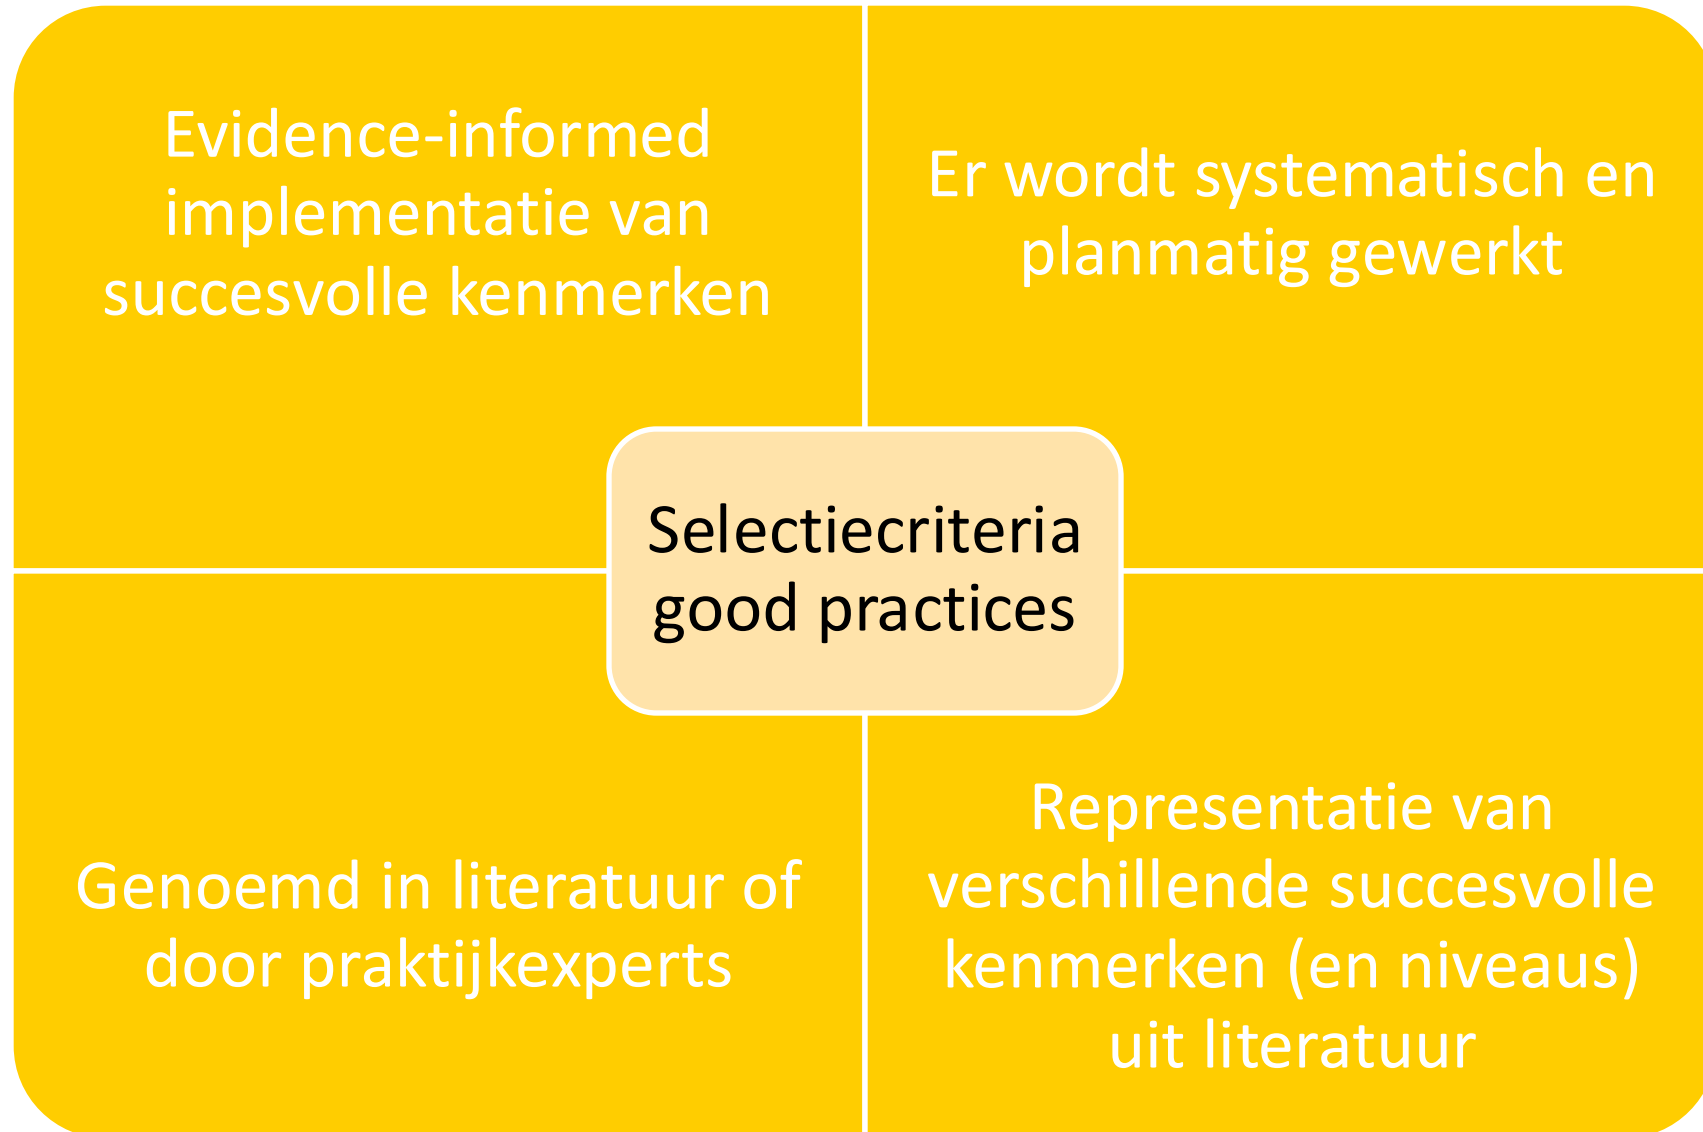 Evidence-informed
implementatie van
succesvolle kenmerken
Er wordt systematisch en
planmatig gewerkt
Selectiecriteria
good practices
Genoemd in literatuur of
door praktijkexperts
Representatie van
verschillende succesvolle
kenmerken (en niveaus)
uit literatuur